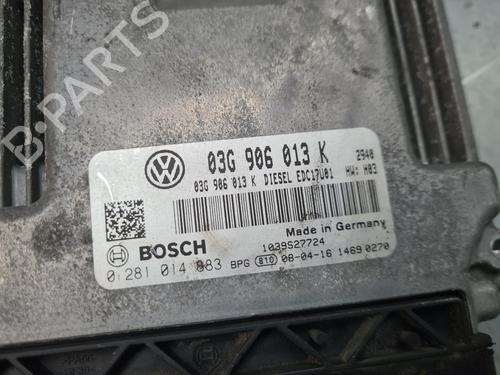 B-PARTS
03G 906 013 K
03G 906 013 K DIESEL EDC17U01
2940
HW: H03
Made in Germany
1039S27724
BOSCH
0 281 014 883 BPG 810 08-04-16 1469 0270